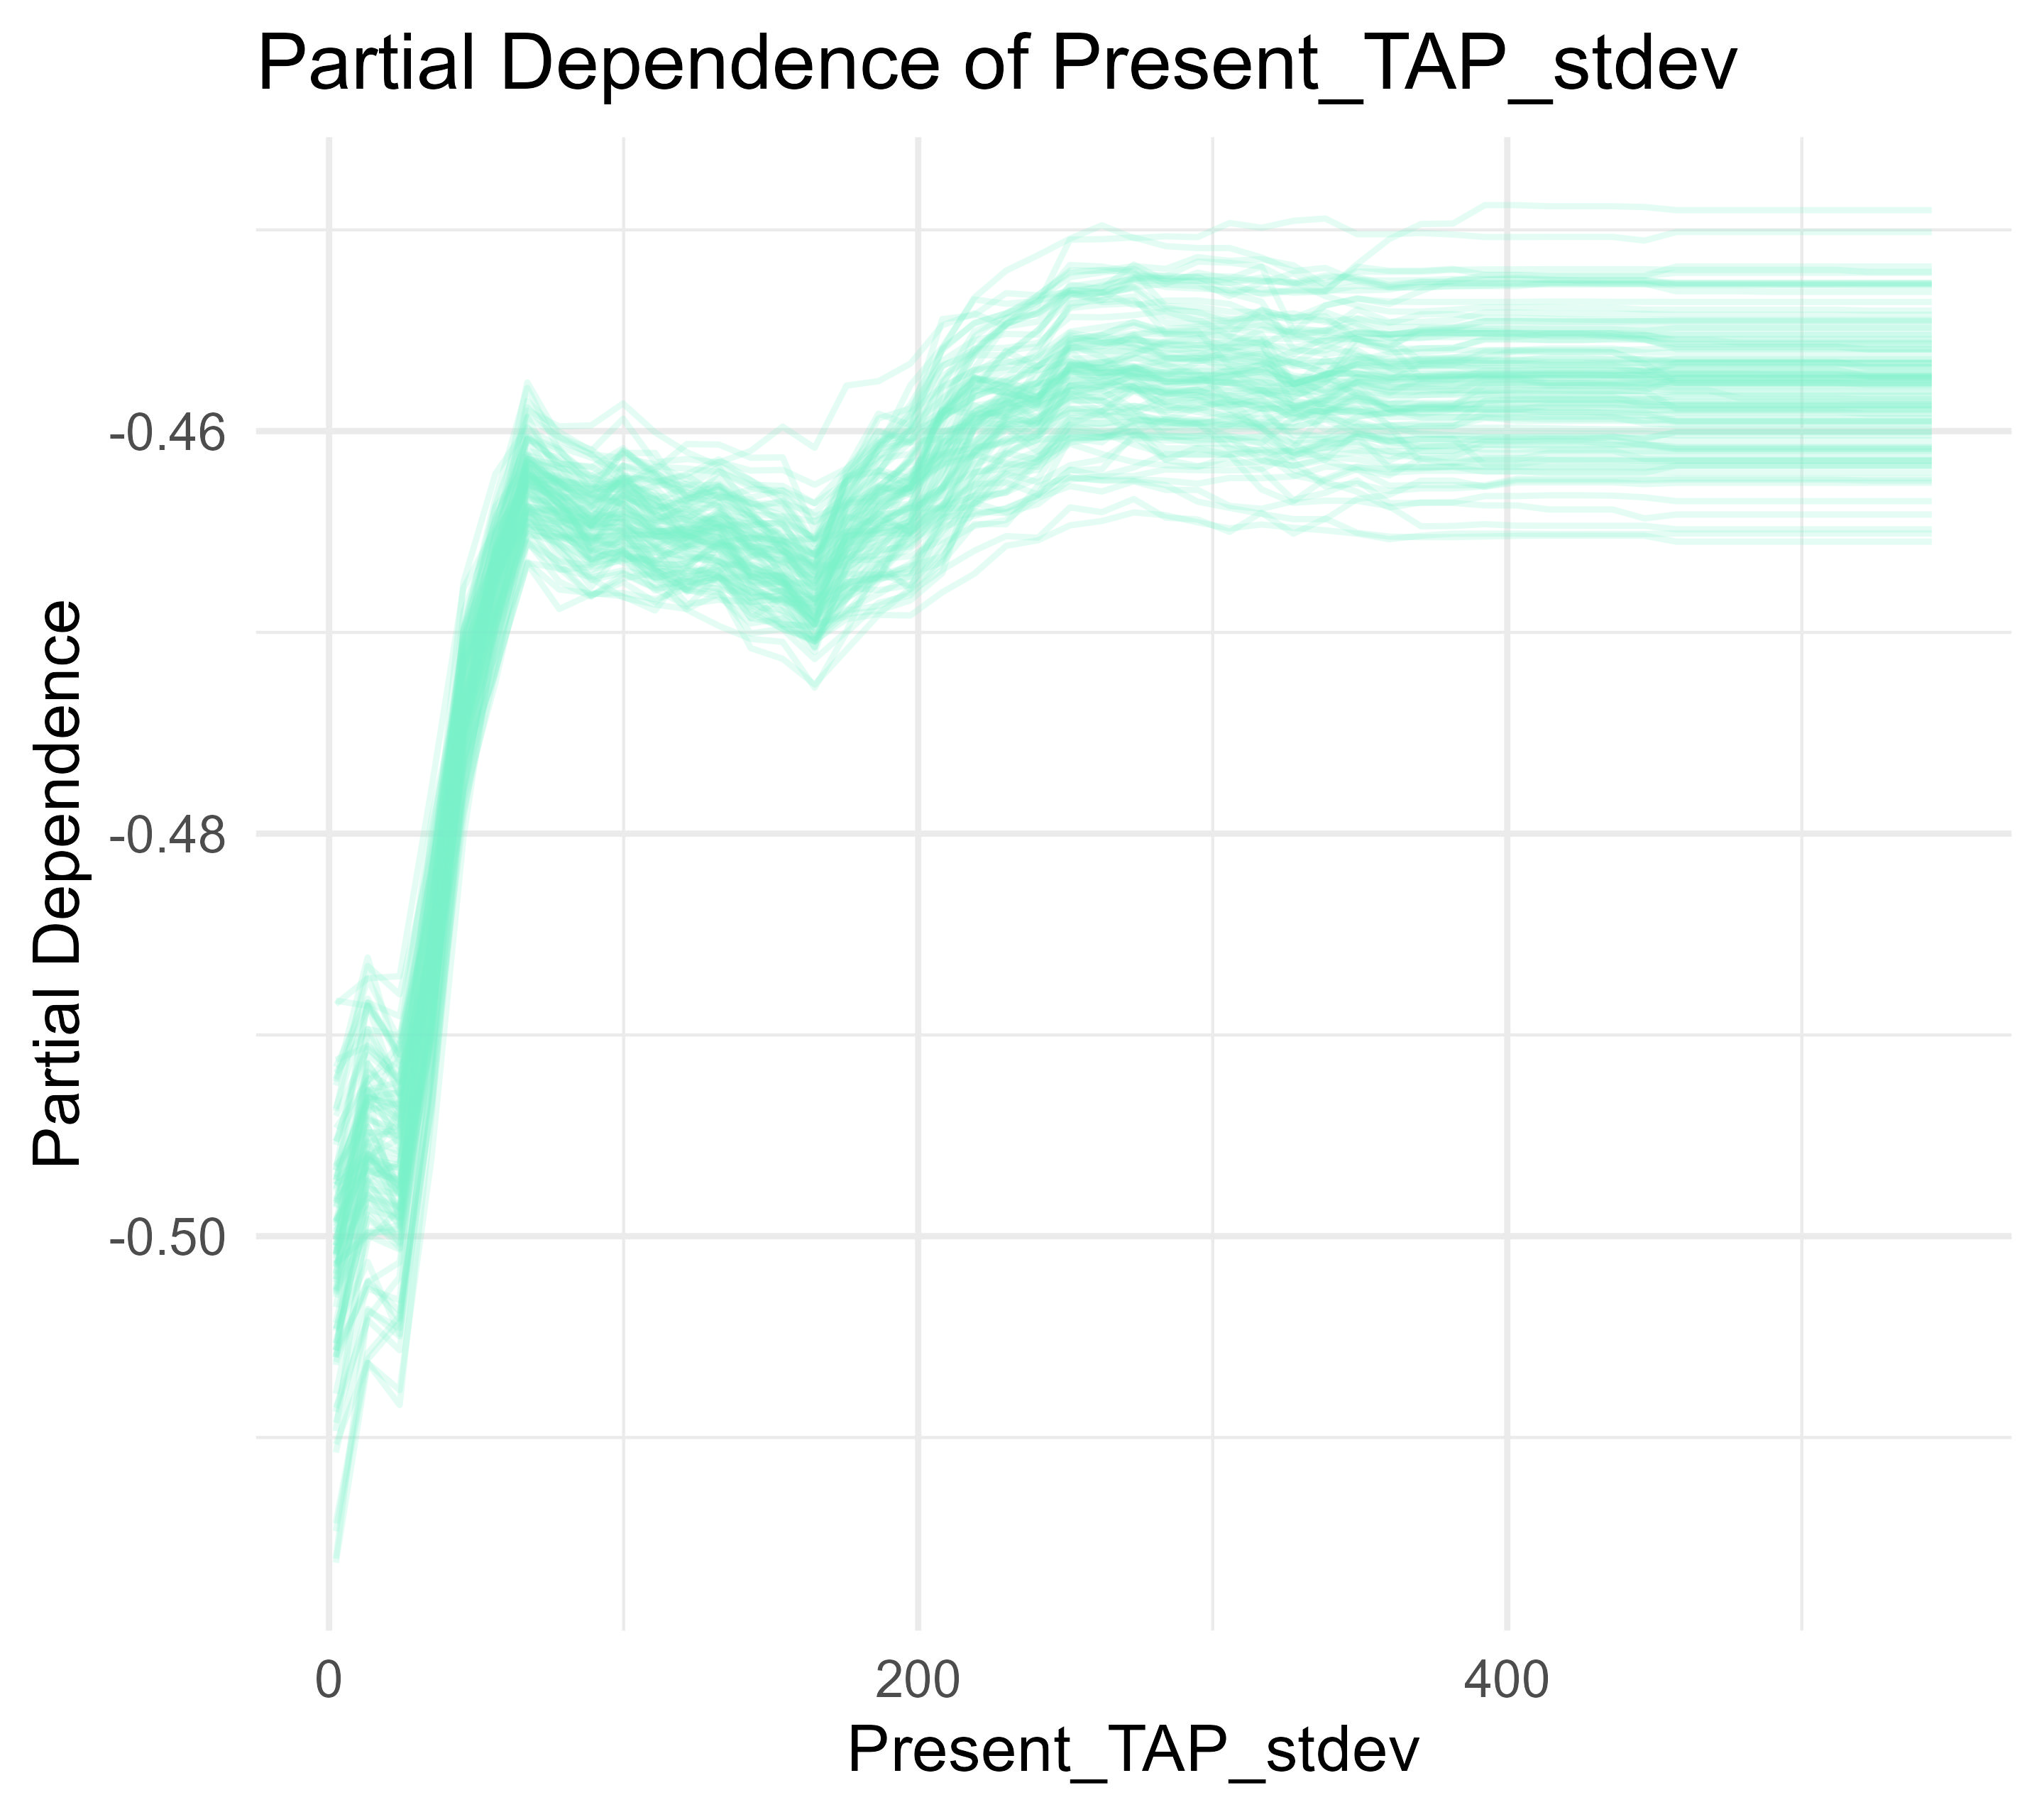 Partial Dependence of Present_TAP_stdev
Partial Dependence
-0.46
-0.48
-0.50
0 200 400
Present_TAP_stdev